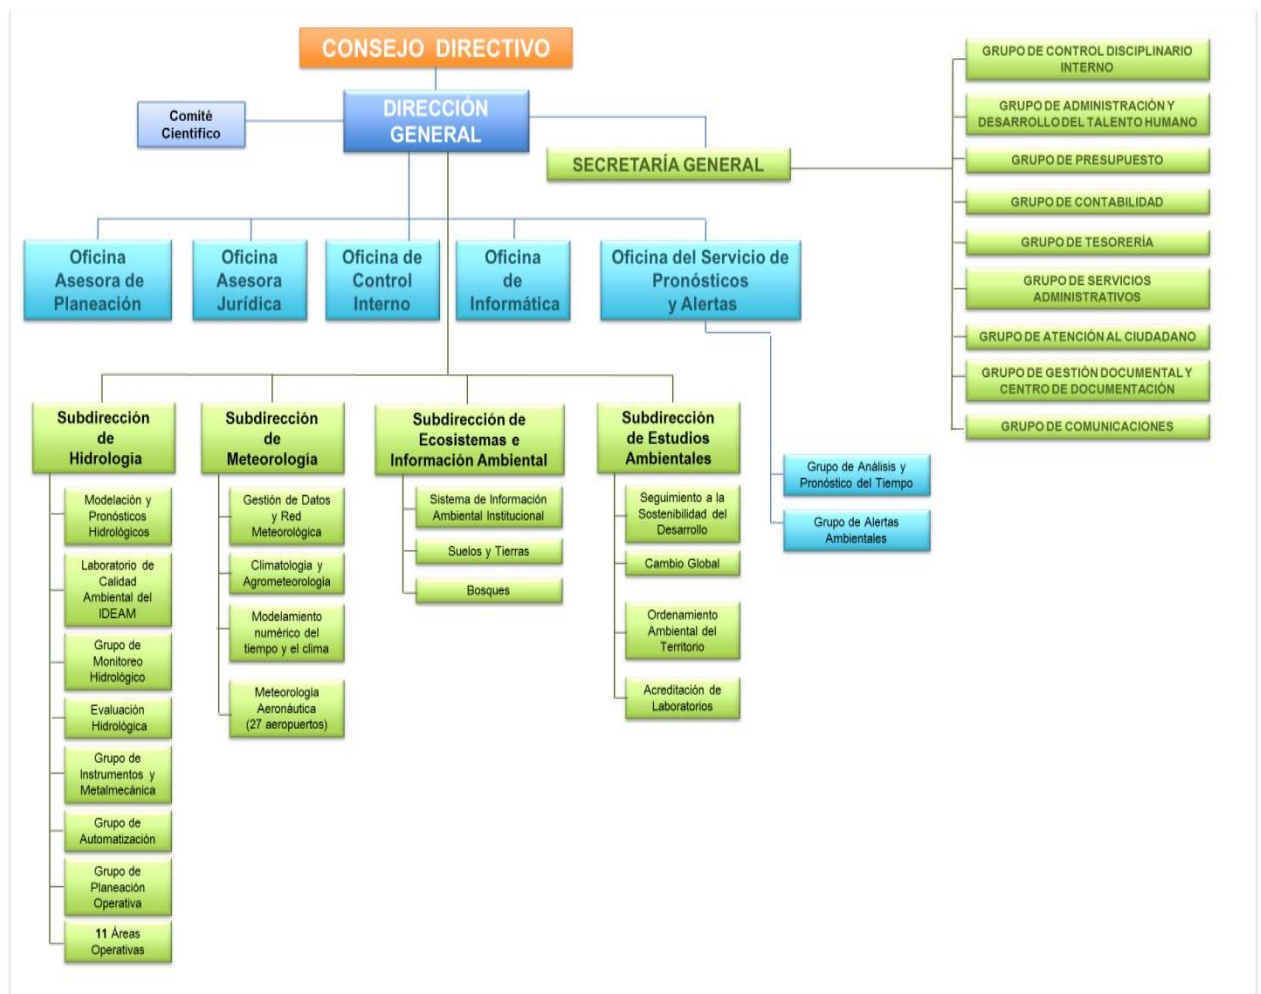 CONSEJO DIRECTIVO
DIRECCIÓN
GENERAL
Comité
Científico
SECRETARÍA GENERAL
GRUPO DE CONTROL DISCIPLINARIO
INTERNO
GRUPO DE ADMINISTRACIÓN Y
DESARROLLO DEL TALENTO HUMANO
GRUPO DE PRESUPUESTO
GRUPO DE CONTABILIDAD
GRUPO DE TESORERÍA
GRUPO DE SERVICIOS
ADMINISTRATIVOS
GRUPO DE ATENCIÓN AL CIUDADANO
GRUPO DE GESTIÓN DOCUMENTAL Y
CENTRO DE DOCUMENTACIÓN
GRUPO DE COMUNICACIONES
Oficina
Asesora de
Planeación
Oficina
Asesora
Jurídica
Oficina de
Control
Interno
Oficina
de
Informática
Oficina del Servicio de
Pronósticos
y Alertas
Grupo de Análisis y
Pronóstico del Tiempo
Grupo de Alertas
Ambientales
Subdirección
de
Hidrología
Modelación y
Pronósticos
Hidrológicos
Laboratorio de
Calidad
Ambiental del
IDEAM
Grupo de
Monitoreo
Hidrológico
Evaluación
Hidrológica
Grupo de
Instrumentos y
Metalmecánica
Grupo de
Automatización
Grupo de
Planeación
Operativa
11 Áreas
Operativas
Subdirección
de
Meteorología
Gestión de Datos
y Red
Meteorológica
Climatología y
Agrometeorología
Modelamiento
numérico del
tiempo y el clima
Meteorología
Aeronáutica
(27 aeropuertos)
Subdirección de
Ecosistemas e
Información Ambiental
Sistema de Información
Ambiental Institucional
Suelos y Tierras
Bosques
Subdirección
de Estudios
Ambientales
Seguimiento a la
Sostenibilidad del
Desarrollo
Cambio Global
Ordenamiento
Ambiental del
Territorio
Acreditación de
Laboratorios